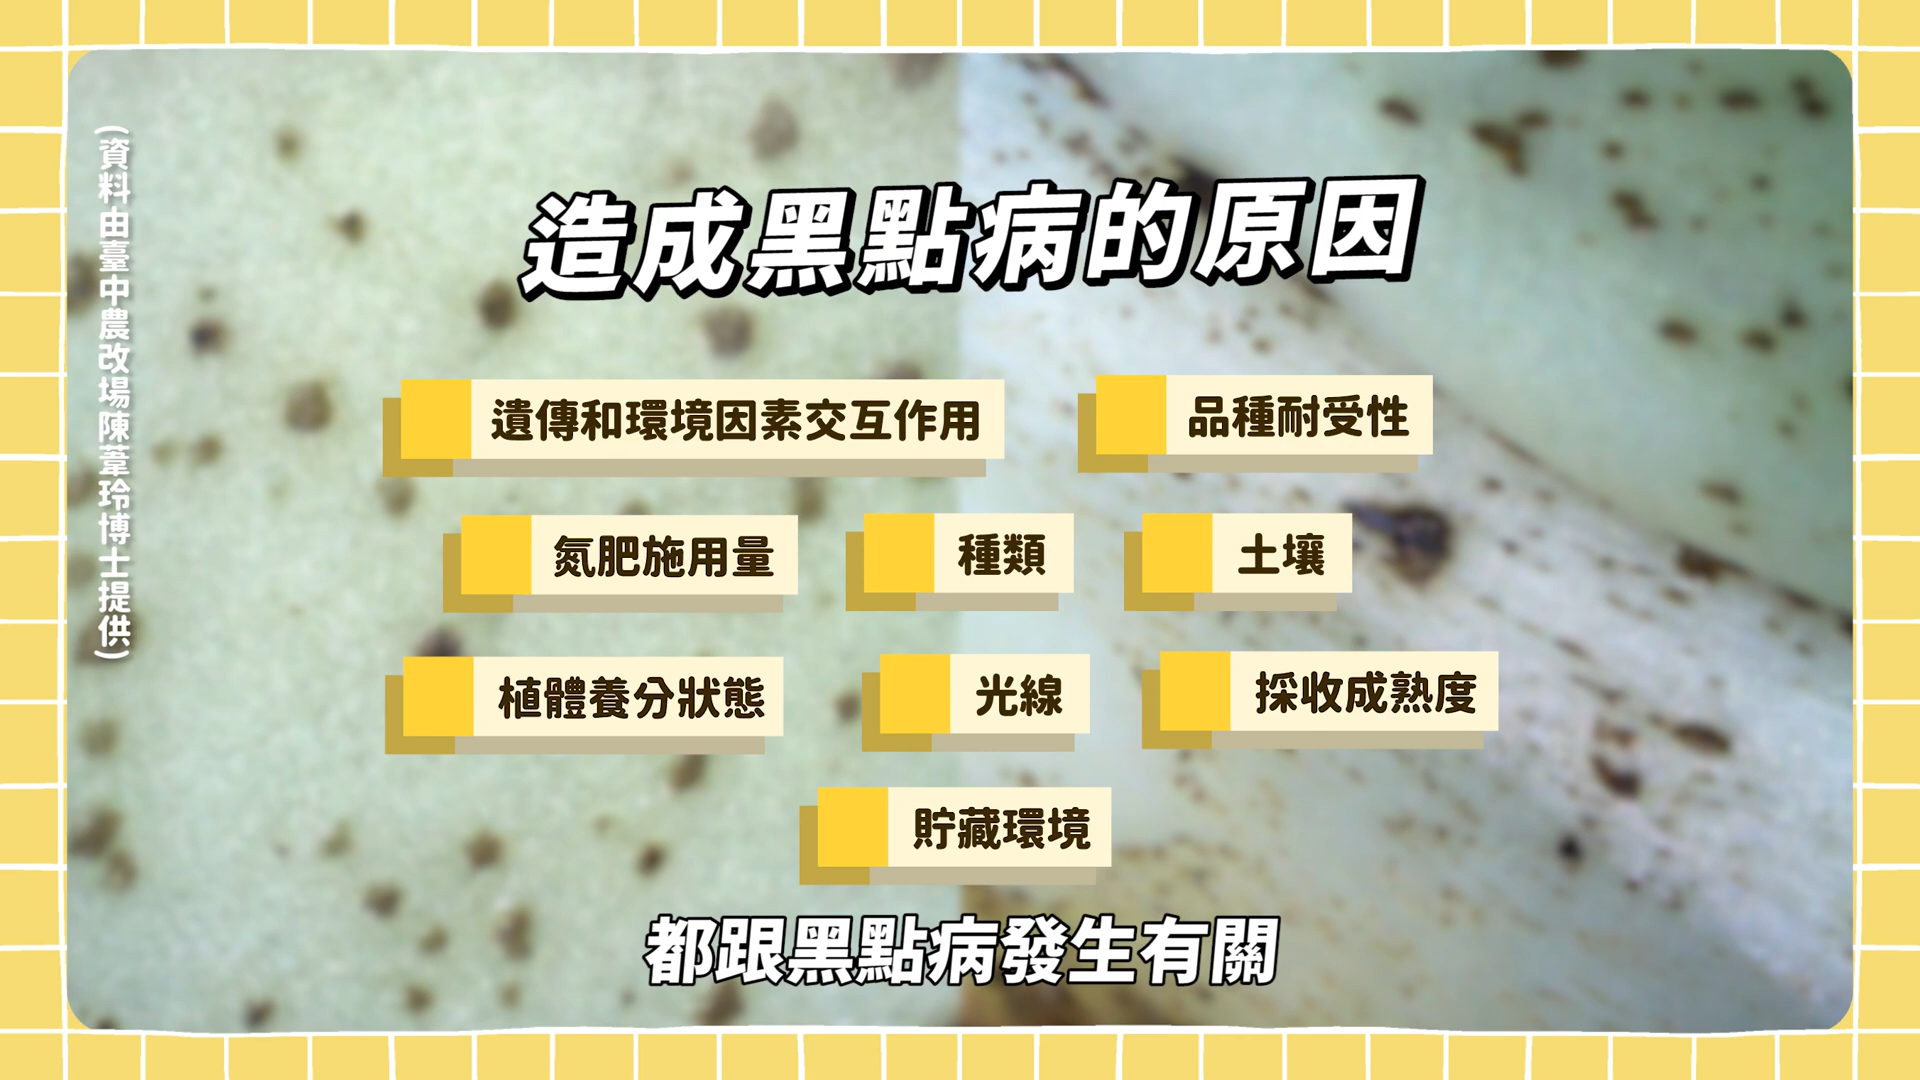 造成黑點病的原因
(資料由臺中農改場陳葦玲博士提供)
遺傳和環境因素交互作用
品種耐受性
氮肥施用量
種類
土壤
植體養分狀態
光線
採收成熟度
貯藏環境
都跟黑點病發生有關